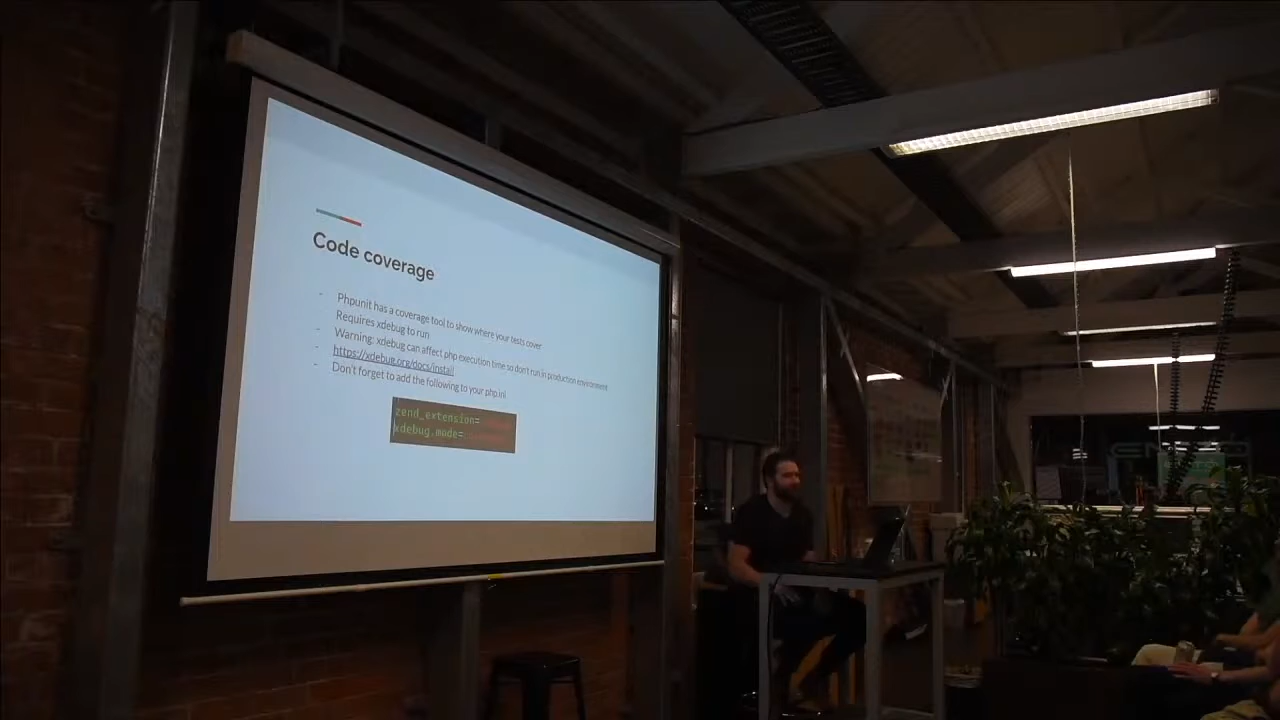 Code coverage
- Phpunit has a coverage tool to show where your tests cover
Requires xdebug to run
- Warning: xdebug can affect php execution time so don't run in production environment
- https://xdebug.org/docs/install
- Don't forget to add the following to your php.ini
zend_extension=
xdebug.mode=